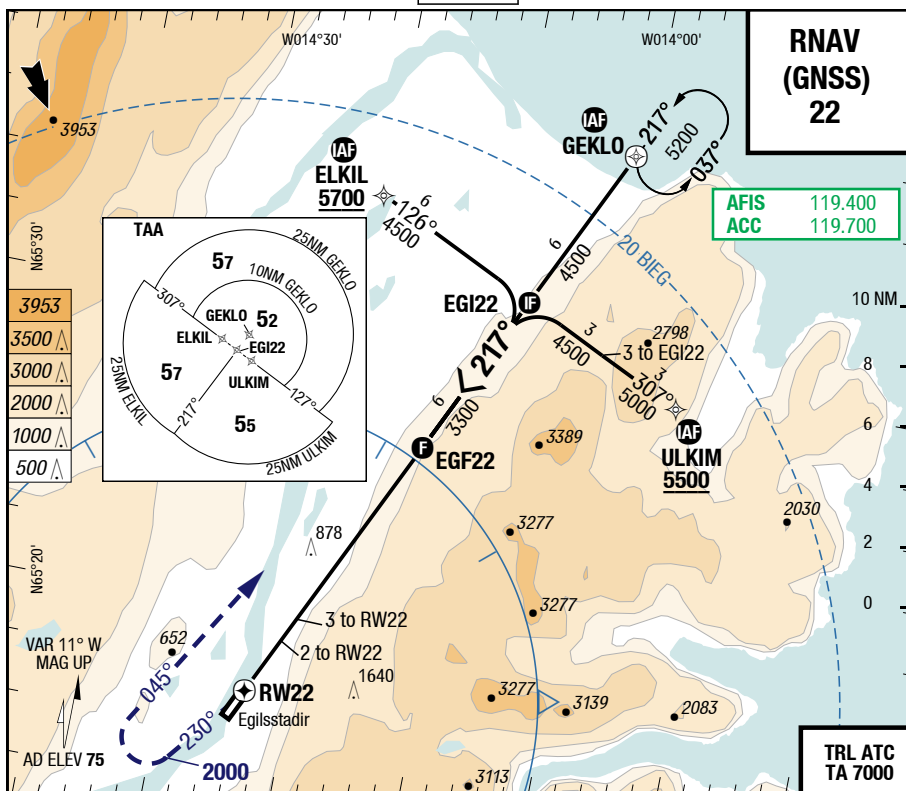 RNAV
(GNSS)
22
W014°30'
W014°00'
3953
IAF
GEKLO
217°
5200
037°
IAF
ELKIL
5700
6
126°
4500
AFIS 119.400
ACC 119.700
N65°30'
20 BIEG
6
4500
TAA
25NM GEKLO
57
10NM GEKLO
307°
GEKLO
52
ELKIL
EGI22
57
ULKIM
25NM ELKIL
217°
127°
55
25NM ULKIM
3953
3500
3000
2000
1000
500
EGI22
IF
10 NM
8
6
4
2
0
217°
3
4500
2798
3 to EGI22
3
307°
5000
IAF
ULKIM
5500
6
3300
F
EGF22
3389
3277
2030
878
N65°20'
3277
3 to RW22
2 to RW22
652
VAR 11° W
MAG UP
045°
1640
RW22
Egilsstadir
230°
3277
3139
2083
AD ELEV 75
2000
3113
TRL ATC
TA 7000